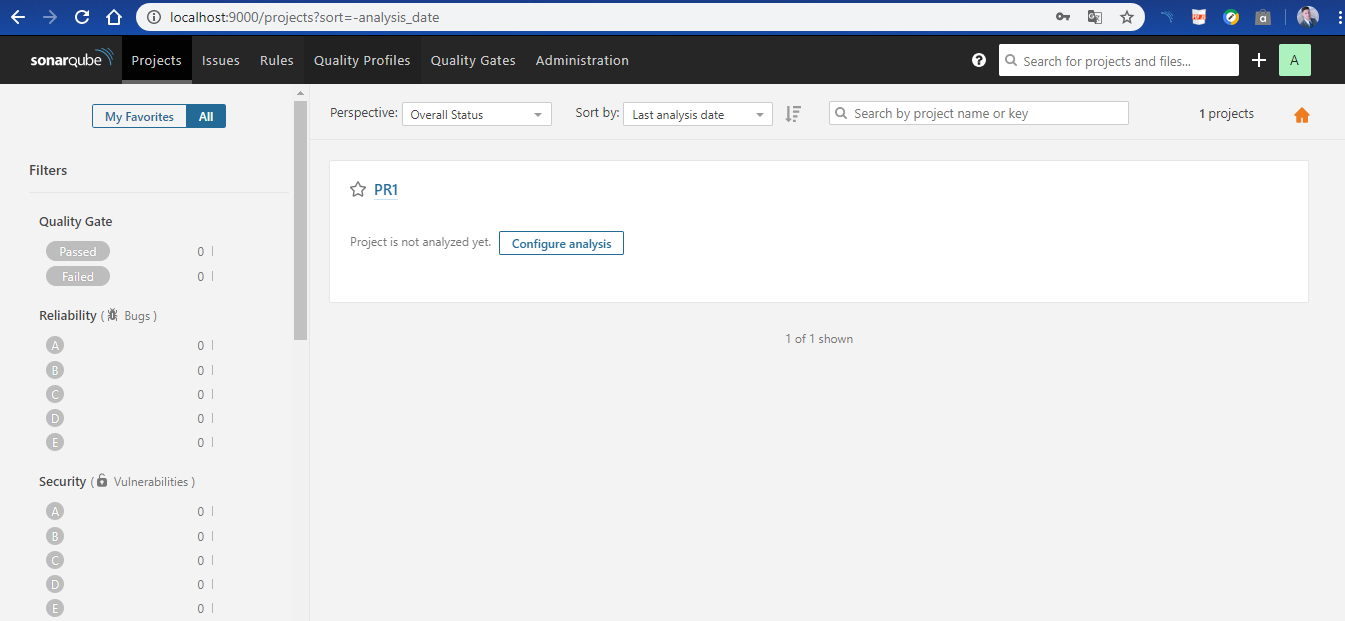 localhost:9000/projects?sort=-analysis_date
sonarqube Projects Issues Rules Quality Profiles Quality Gates Administration ? Search for projects and files... A
My Favorites All
Perspective: Overall Status Sort by: Last analysis date Search by project name or key 1 projects
Filters
Quality Gate
Passed 0
Failed 0
Reliability ( Bugs )
A 0
B 0
C 0
D 0
E 0
Security ( Vulnerabilities )
A 0
B 0
C 0
D 0
E 0
PR1
Project is not analyzed yet. Configure analysis
1 of 1 shown